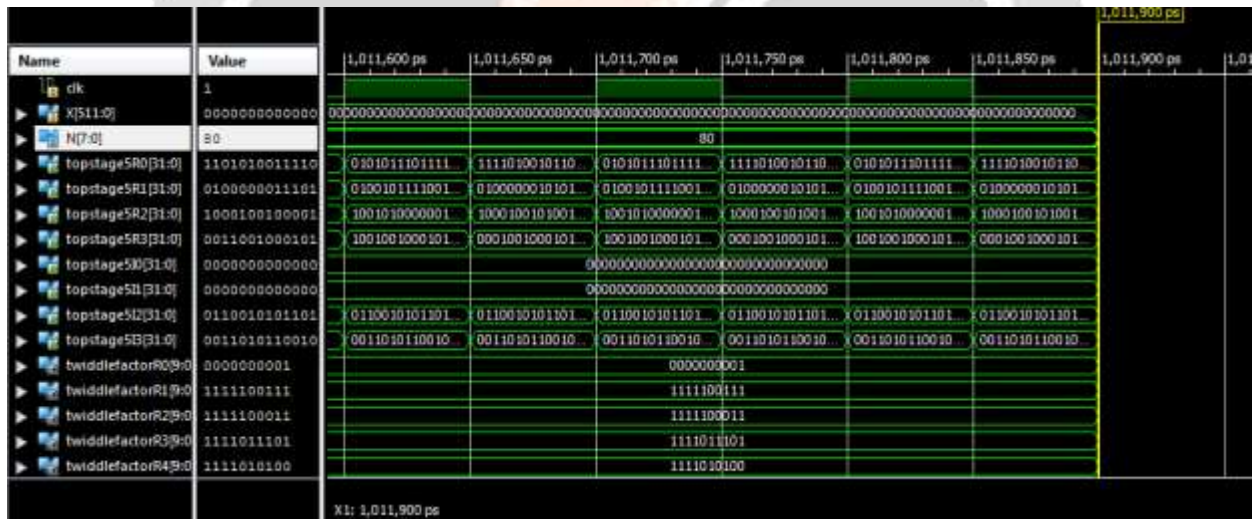 1,011,900 ps
Name Value 1,011,600 ps 1,011,650 ps 1,011,700 ps 1,011,750 ps 1,011,800 ps 1,011,850 ps 1,011,900 ps 1,01
clk 1
X[511:0]
N[7:0] 80 80
topstage5R0[31:0] 1101010011110 0101011101111... 1111010010110... 0101011101111... 1111010010110... 0101011101111... 1111010010110...
topstage5R1[31:0] 0100000011101 0100101111001... 0100000010101... 0100101111001... 0100000010101... 0100101111001... 0100000010101...
topstage5R2[31:0] 1000100100001 1001010000001... 1000100101001... 1001010000001... 1000100101001... 1001010000001... 1000100101001...
topstage5R3[31:0] 0011001000101 1001001000101... 0001001000101... 1001001000101... 0001001000101... 1001001000101... 0001001000101...
topstage5I0[31:0] 0000000000000 00000000000000000000000000000000
topstage5I1[31:0] 0000000000000 00000000000000000000000000000000
topstage5I2[31:0] 0110010101101 0110010101101... 0110010101101... 0110010101101... 0110010101101... 0110010101101... 0110010101101...
topstage5I3[31:0] 0011010110010 0011010110010... 0011010110010... 0011010110010... 0011010110010... 0011010110010... 0011010110010...
twiddlefactorR0[9:0 0000000001 0000000001
twiddlefactorR1[9:0 1111100111 1111100111
twiddlefactorR2[9:0 1111100011 1111100011
twiddlefactorR3[9:0 1111011101 1111011101
twiddlefactorR4[9:0 1111010100 1111010100
X1: 1,011,900 ps